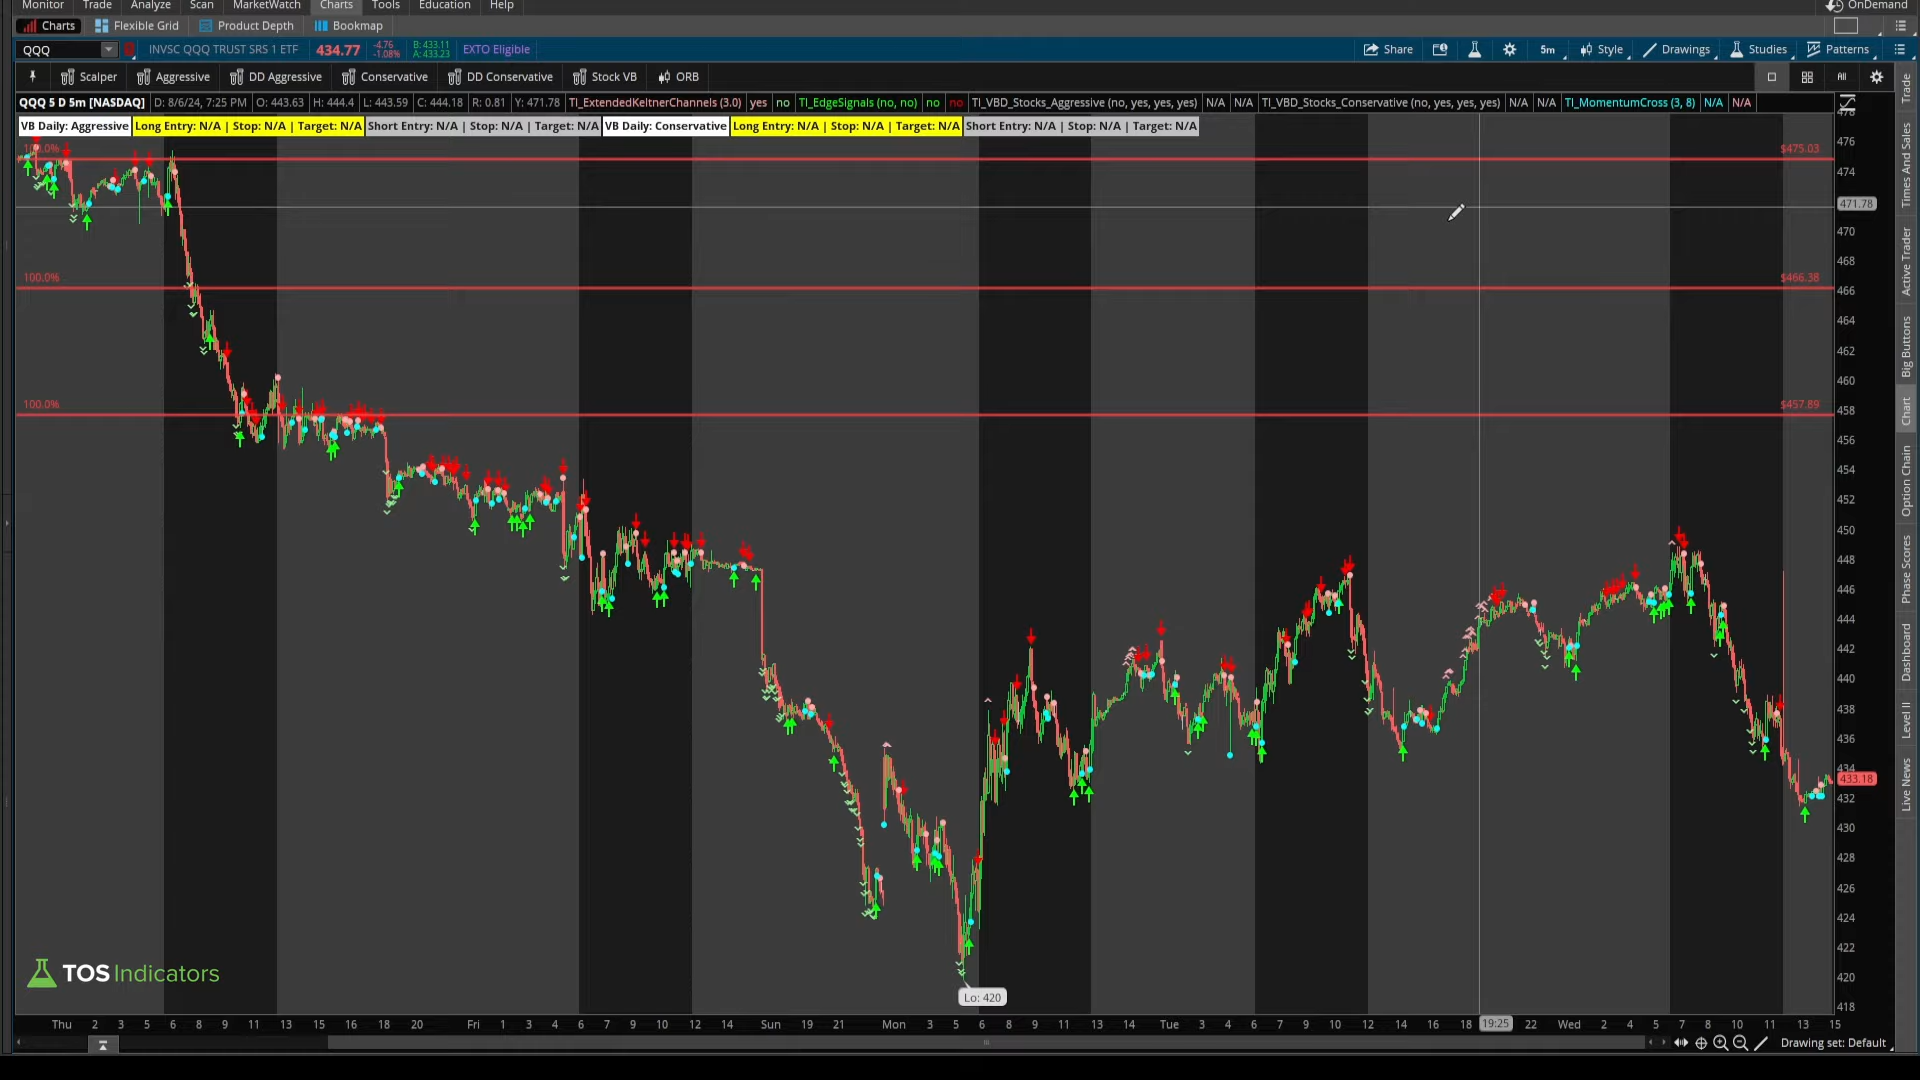 Monitor Trade Analyze Scan MarketWatch Charts Tools Education Help OnDemand
Charts Flexible Grid Product Depth Bookmap
QQQ INVSC QQQ TRUST SRS 1 ETF 434.77 -4.76 -1.08% B: 433.11 A: 433.23 EXTO Eligible Share 5m Style Drawings Studies Patterns
Scalper Aggressive DD Aggressive Conservative DD Conservative Stock VB ORB All
QQQ 5 D 5m [NASDAQ] D: 8/6/24, 7:25 PM O: 443.63 H: 444.4 L: 443.59 C: 444.18 R: 0.81 Y: 471.78 TI_ExtendedKeltnerChannels (3.0) yes no TI_EdgeSignals (no, no) no no TI_VBD_Stocks_Aggressive (no, yes, yes, yes) N/A N/A TI_VBD_Stocks_Conservative (no, yes, yes, yes) N/A N/A TI_MomentumCross (3, 8) N/A N/A
VB Daily: Aggressive Long Entry: N/A | Stop: N/A | Target: N/A Short Entry: N/A | Stop: N/A | Target: N/A VB Daily: Conservative Long Entry: N/A | Stop: N/A | Target: N/A Short Entry: N/A | Stop: N/A | Target: N/A
100.0% $475.03
100.0% $466.38
100.0% $457.89
478
476
474
471.78
470
468
466
464
462
460
458
456
454
452
450
448
446
444
442
440
438
436
434
433.18
432
430
428
426
424
422
420
418
Trade
Times And Sales
Active Trader
Big Buttons
Chart
Option Chain
Phase Scores
Dashboard
Level II
Live News
TOS Indicators
Lo: 420
Thu 2 3 5 6 8 9 11 13 15 16 18 20 Fri 1 3 4 6 7 9 10 12 14 Sun 19 21 Mon 3 5 6 8 9 11 13 14 Tue 3 4 6 7 9 10 12 14 16 18 19:25 22 Wed 2 4 5 7 8 10 11 13 15
Drawing set: Default